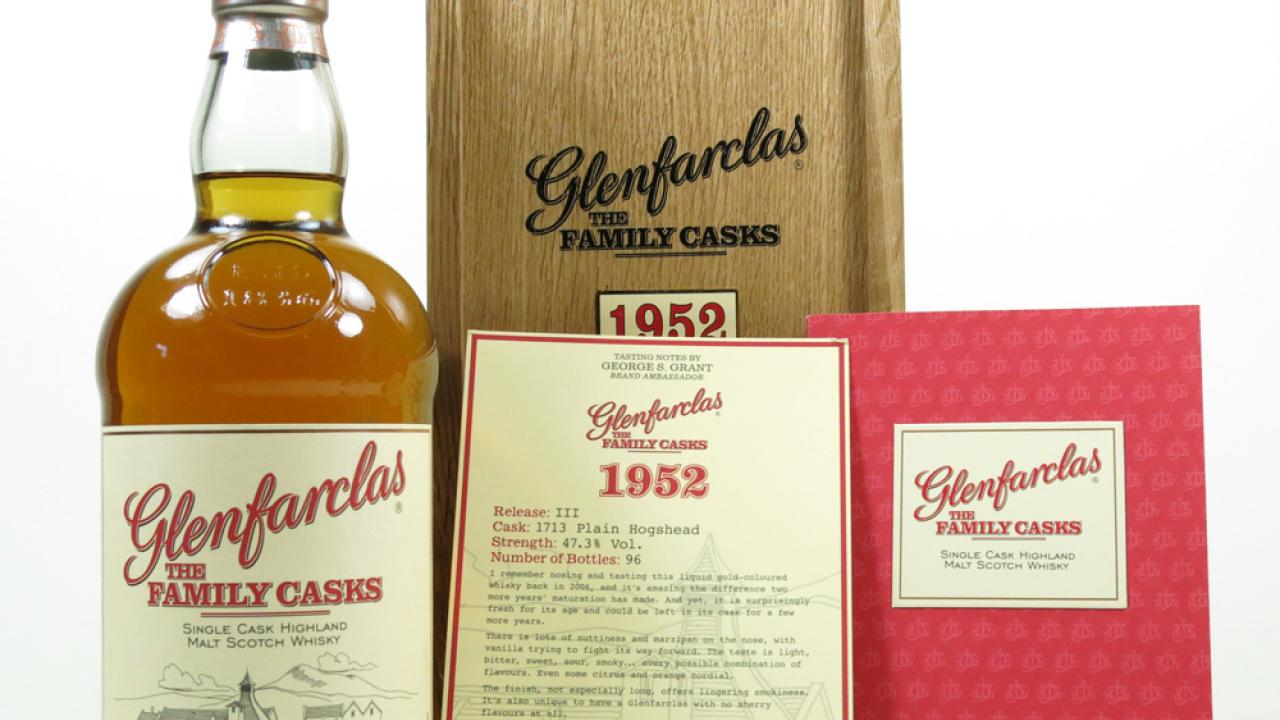 Glenfarclas
THE
FAMILY CASKS
SINGLE CASK HIGHLAND
MALT SCOTCH WHISKY
Glenfarclas®
THE
FAMILY CASKS
1952
TASTING NOTES BY
GEORGE S. GRANT
BRAND AMBASSADOR
Glenfarclas
THE
FAMILY CASKS
1952
Release: III
Cask: 1713 Plain Hogshead
Strength: 47.3% Vol.
Number of Bottles: 96
I remember nosing and tasting this liquid gold-coloured
whisky back in 2006, and it's amazing the difference two
more years' maturation has made. And yet, it is surprisingly
fresh for its age and could be left in its cask for a few
more years.
There is lots of nuttiness and marzipan on the nose, with
vanilla trying to fight its way forward. The taste is light,
bitter, sweet, sour, smoky... every possible combination of
flavours. Even some citrus and orange cordial.
The finish, not especially long, offers lingering smokiness.
It's also unique to have a Glenfarclas with no sherry
flavours at all.
Glenfarclas®
THE
FAMILY CASKS
SINGLE CASK HIGHLAND
MALT SCOTCH WHISKY